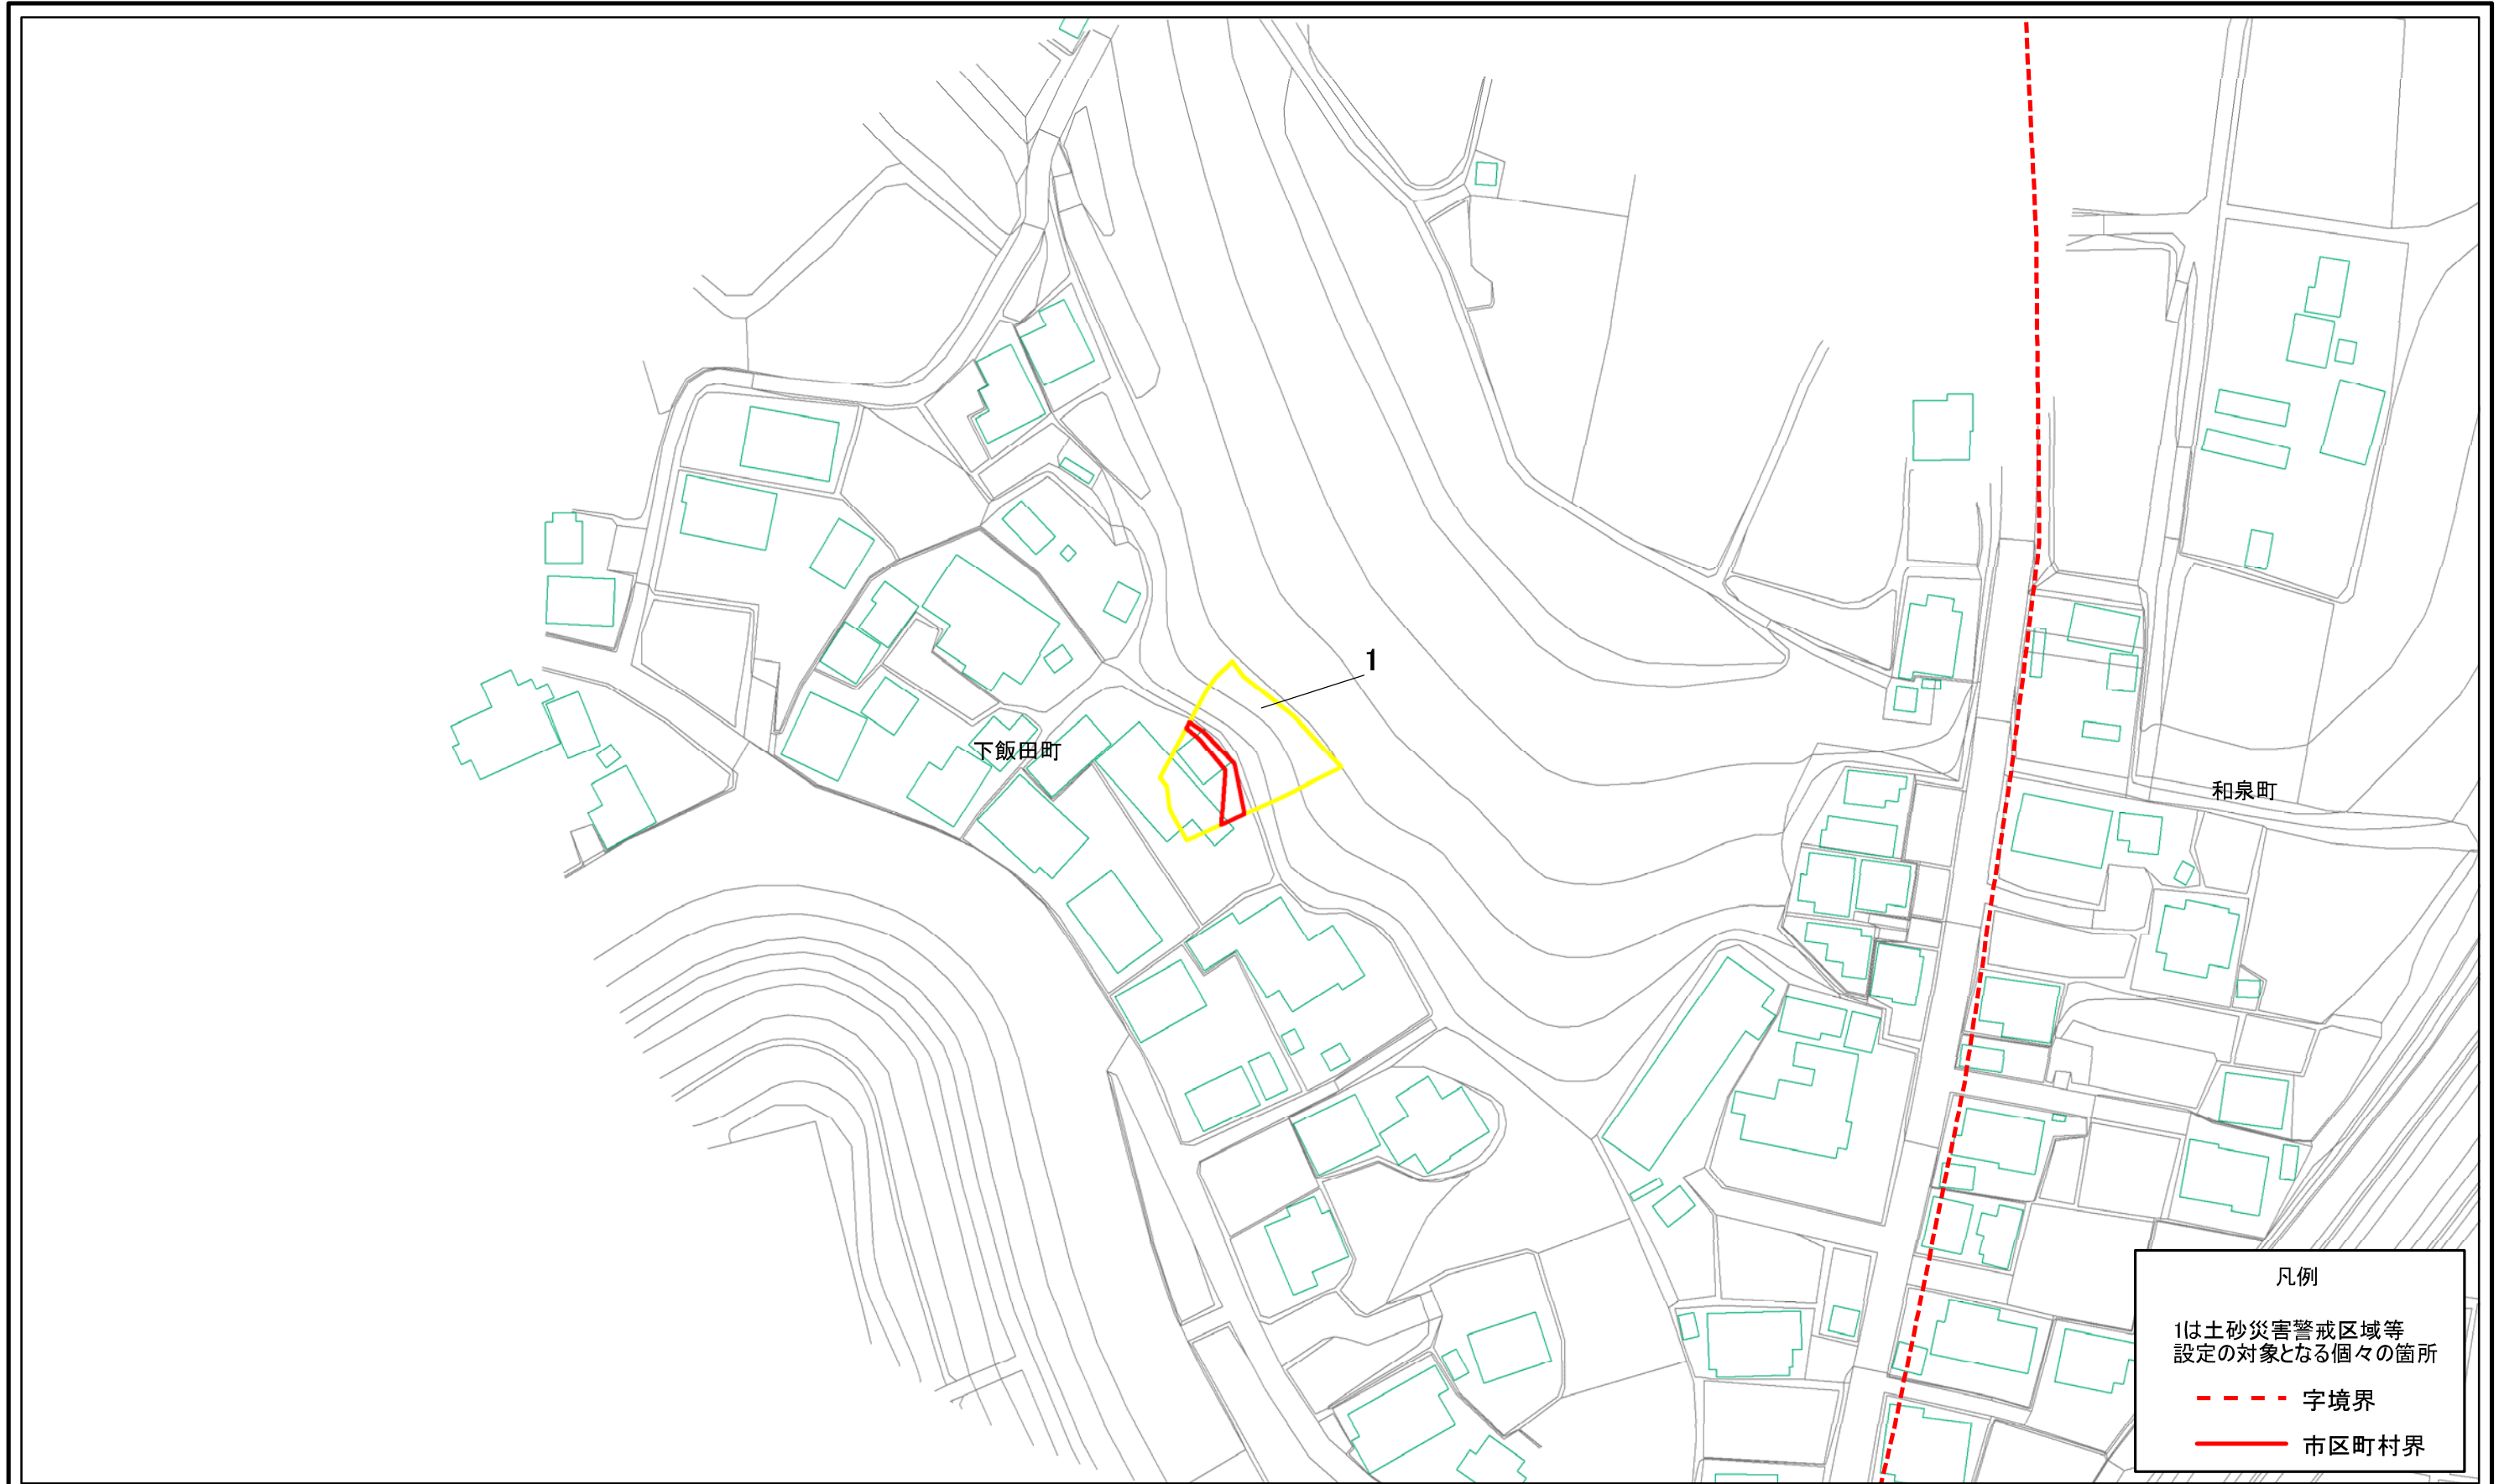 1
下飯田町
和泉町
凡例
1は土砂災害警戒区域等
設定の対象となる個々の箇所
字境界
市区町村界